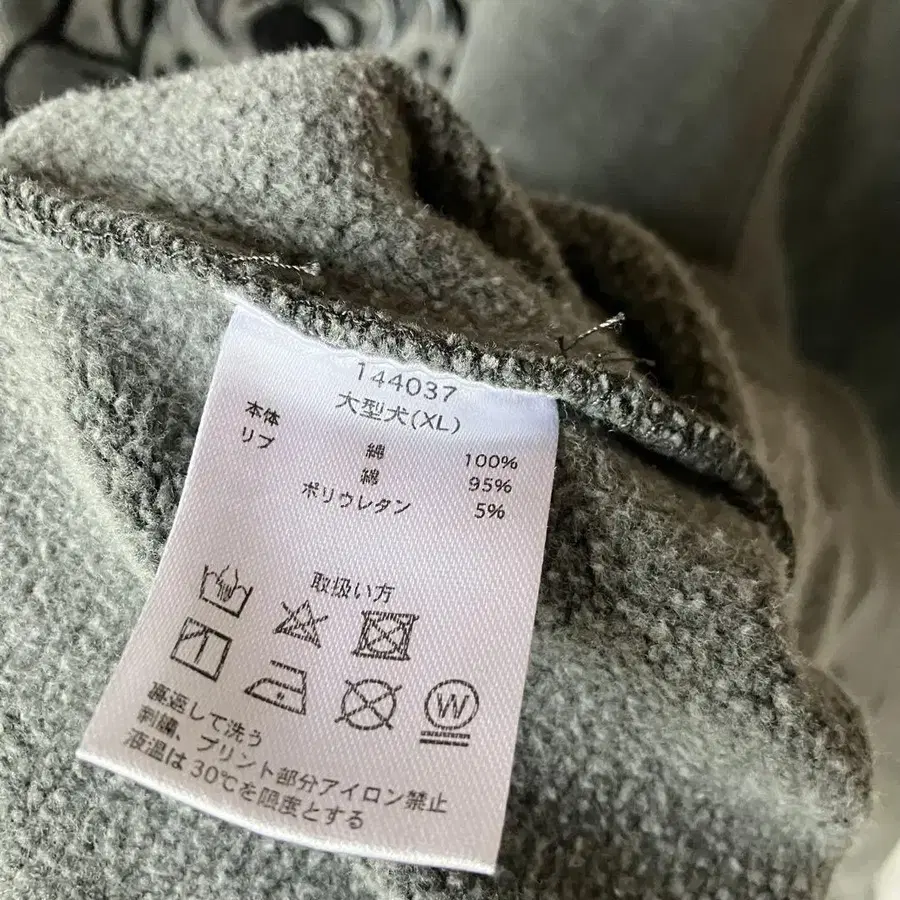 144037
大型犬(XL)
本体 綿 100%
リブ 綿 95%
ポリウレタン 5%
取扱い方
W
裏返して洗う
刺繍、プリント部分アイロン禁止
液温は30℃を限度とする